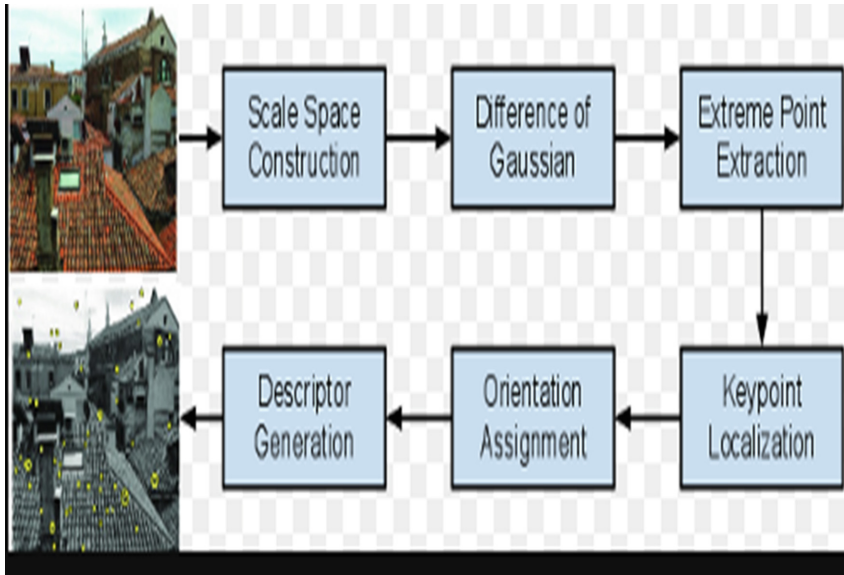 Scale Space
Construction
Difference of
Gaussian
Extreme Point
Extraction
Keypoint
Localization
Orientation
Assignment
Descriptor
Generation